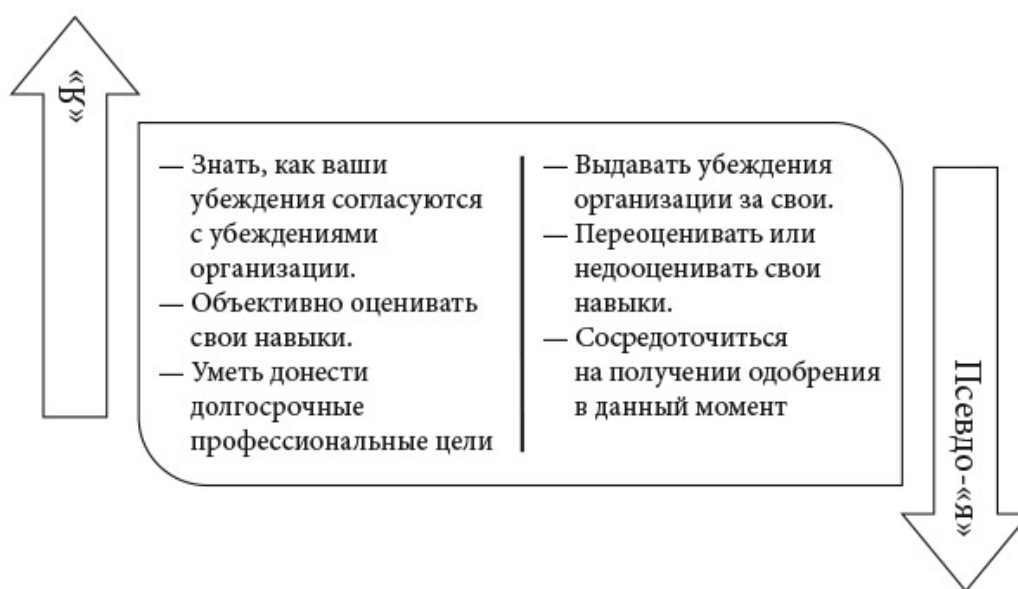 «Я»
— Знать, как ваши
убеждения согласуются
с убеждениями
организации.
— Объективно оценивать
свои навыки.
— Уметь донести
долгосрочные
профессиональные цели
— Выдавать убеждения
организации за свои.
— Переоценивать или
недооценивать свои
навыки.
— Сосредоточиться
на получении одобрения
в данный момент
Псевдо-«я»